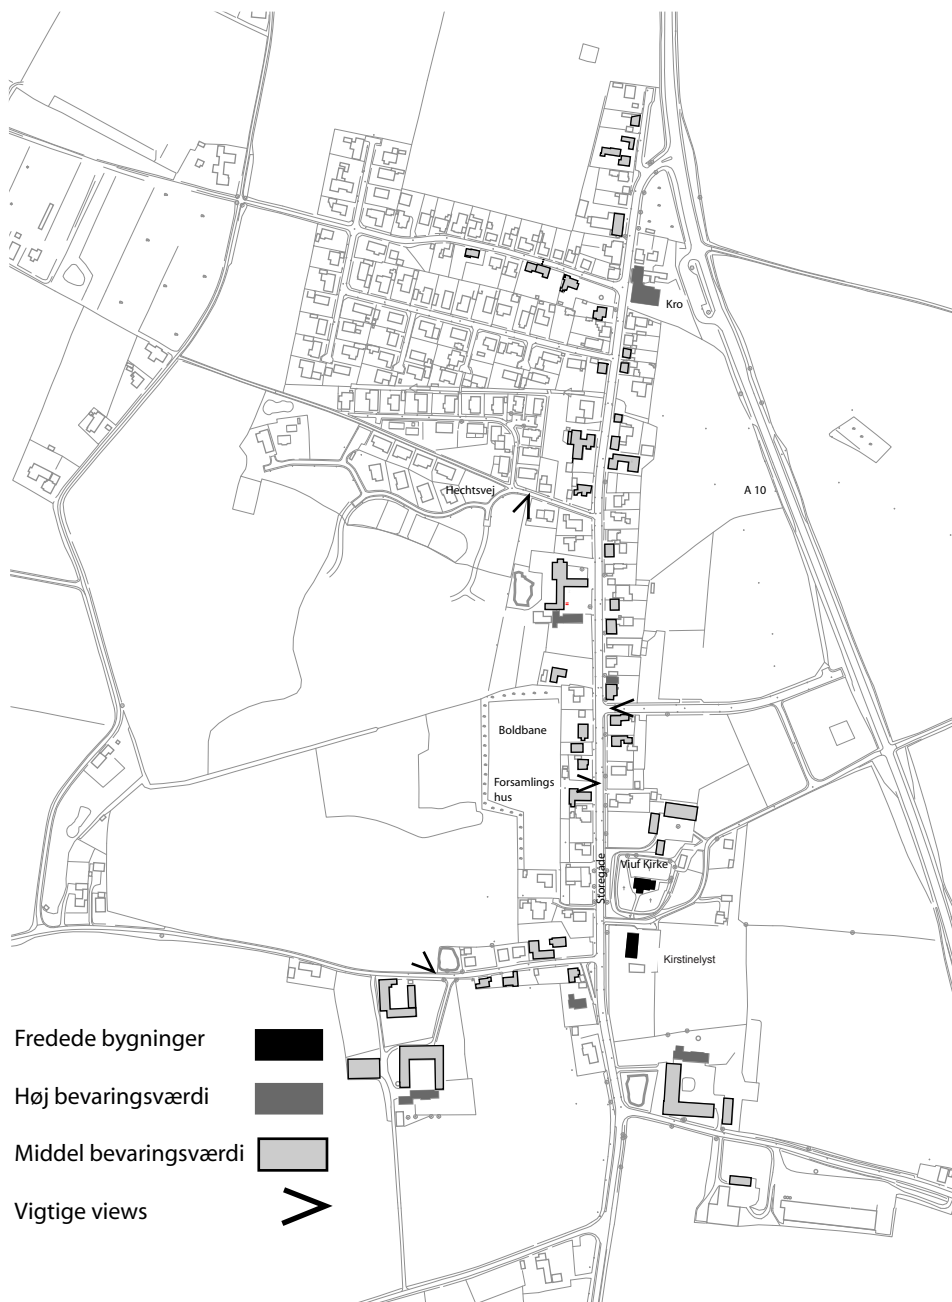 Kro
Hechtsvej
A 10
Boldbane
Forsamlings
hus
Storegade
Viuf Kirke
Kirstinelyst
Fredede bygninger
Høj bevaringsværdi
Middel bevaringsværdi
Vigtige views